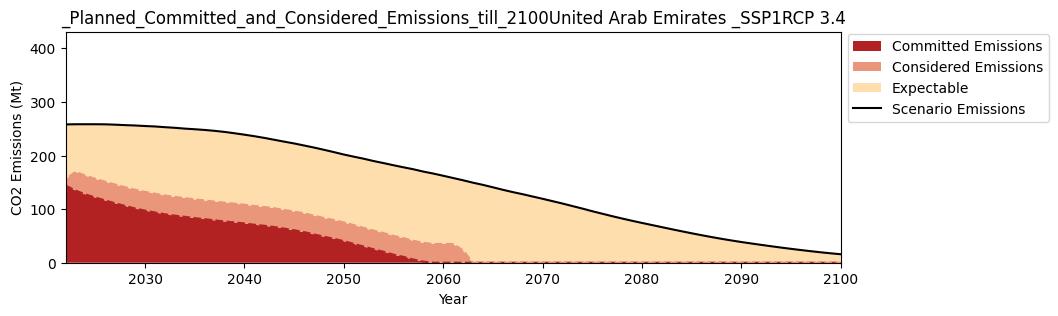 _Planned_Committed_and_Considered_Emissions_till_2100United Arab Emirates _SSP1RCP 3.4
400
300
200
100
0
CO2 Emissions (Mt)
2030 2040 2050 2060 2070 2080 2090 2100
Year
Committed Emissions
Considered Emissions
Expectable
Scenario Emissions